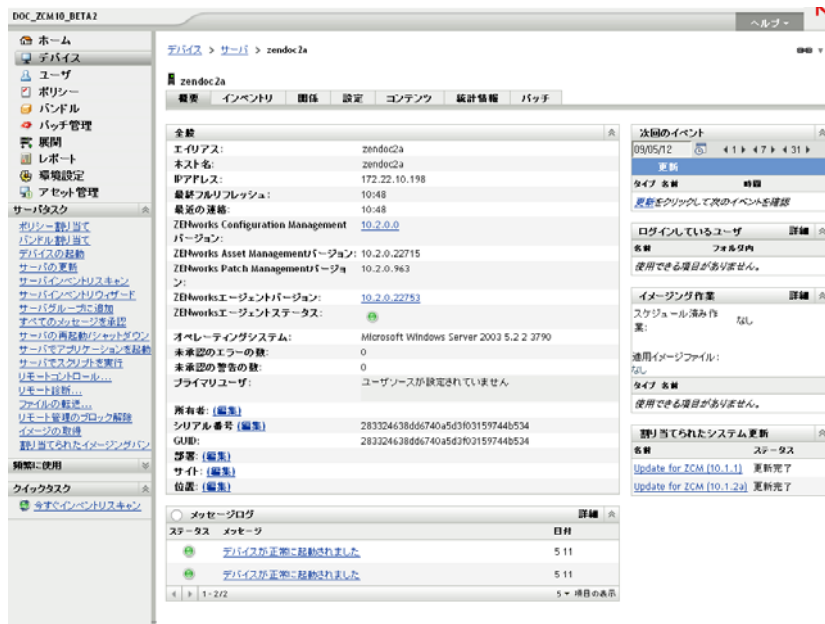 DOC_ZCM10_BETA2
ヘルプ
ホーム
デバイス
ユーザ
ポリシー
バンドル
パッチ管理
展開
レポート
環境設定
アセット管理
サーバタスク
ポリシー割り当て
バンドル割り当て
デバイスの起動
サーバの更新
サーバインベントリスキャン
サーバインベントリウィザード
サーバグループに追加
すべてのメッセージを承認
サーバの再起動/シャットダウン
サーバでアプリケーションを起動
サーバでスクリプトを実行
リモートコントロール...
リモート診断...
ファイルの転送...
リモート管理のブロック解除
イメージの取得
割り当てられたイメージングバン
頻繁に使用
クイックタスク
今すぐインベントリスキャン
デバイス > サーバ > zendoc2a
zendoc2a
概要 インベントリ 関係 設定 コンテンツ 統計情報 パッチ
全般
エイリアス: zendoc2a
ホスト名: zendoc2a
IPアドレス: 172.22.10.198
最終フルリフレッシュ: 10:48
最近の連絡: 10:48
ZENworks Configuration Management バージョン: 10.2.0.0
ZENworks Asset Managementバージョン: 10.2.0.22715
ZENworks Patch Managementバージョン: 10.2.0.963
ZENworksエージェントバージョン: 10.2.0.22753
ZENworksエージェントステータス:
オペレーティングシステム: Microsoft Windows Server 2003 5.2 2 3790
未承認のエラーの数: 0
未承認の警告の数: 0
プライマリユーザ: ユーザソースが設定されていません
所有者: (編集)
シリアル番号 (編集) 283324638dd6740a5d3f03159744b534
GUID: 283324638dd6740a5d3f03159744b534
部署: (編集)
サイト: (編集)
位置: (編集)
メッセージログ 詳細
ステータス メッセージ 日付
デバイスが正常に起動されました 5 11
デバイスが正常に起動されました 5 11
1-2/2 5 項目の表示
次回のイベント
09/05/12 1 7 31
更新
タイプ 名前 時間
更新をクリックして次のイベントを確認
ログインしているユーザ 詳細
名前 フォルダ内
使用できる項目がありません。
イメージング作業 詳細
スケジュール済み作業: なし
適用イメージファイル:
なし
タイプ 名前
使用できる項目がありません。
割り当てられたシステム更新
名前 ステータス
Update for ZCM (10.1.1) 更新完了
Update for ZCM (10.1.2a) 更新完了